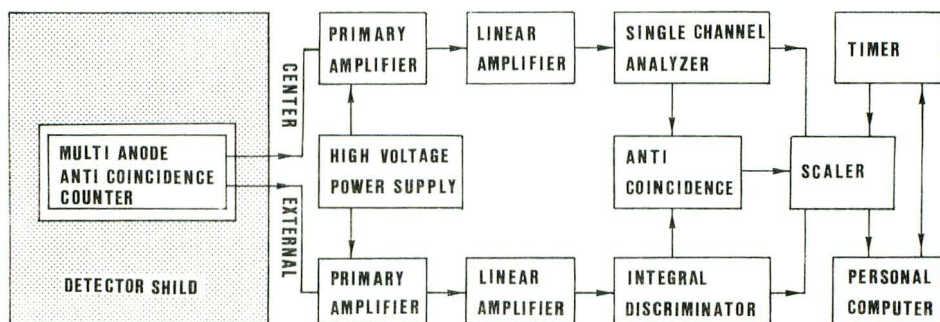 MULTI ANODE
ANTI COINCIDENCE
COUNTER
DETECTOR SHILD
CENTER
EXTERNAL
PRIMARY
AMPLIFIER
LINEAR
AMPLIFIER
SINGLE CHANNEL
ANALYZER
TIMER
HIGH VOLTAGE
POWER SUPPLY
ANTI
COINCIDENCE
SCALER
PRIMARY
AMPLIFIER
LINEAR
AMPLIFIER
INTEGRAL
DISCRIMINATOR
PERSONAL
COMPUTER